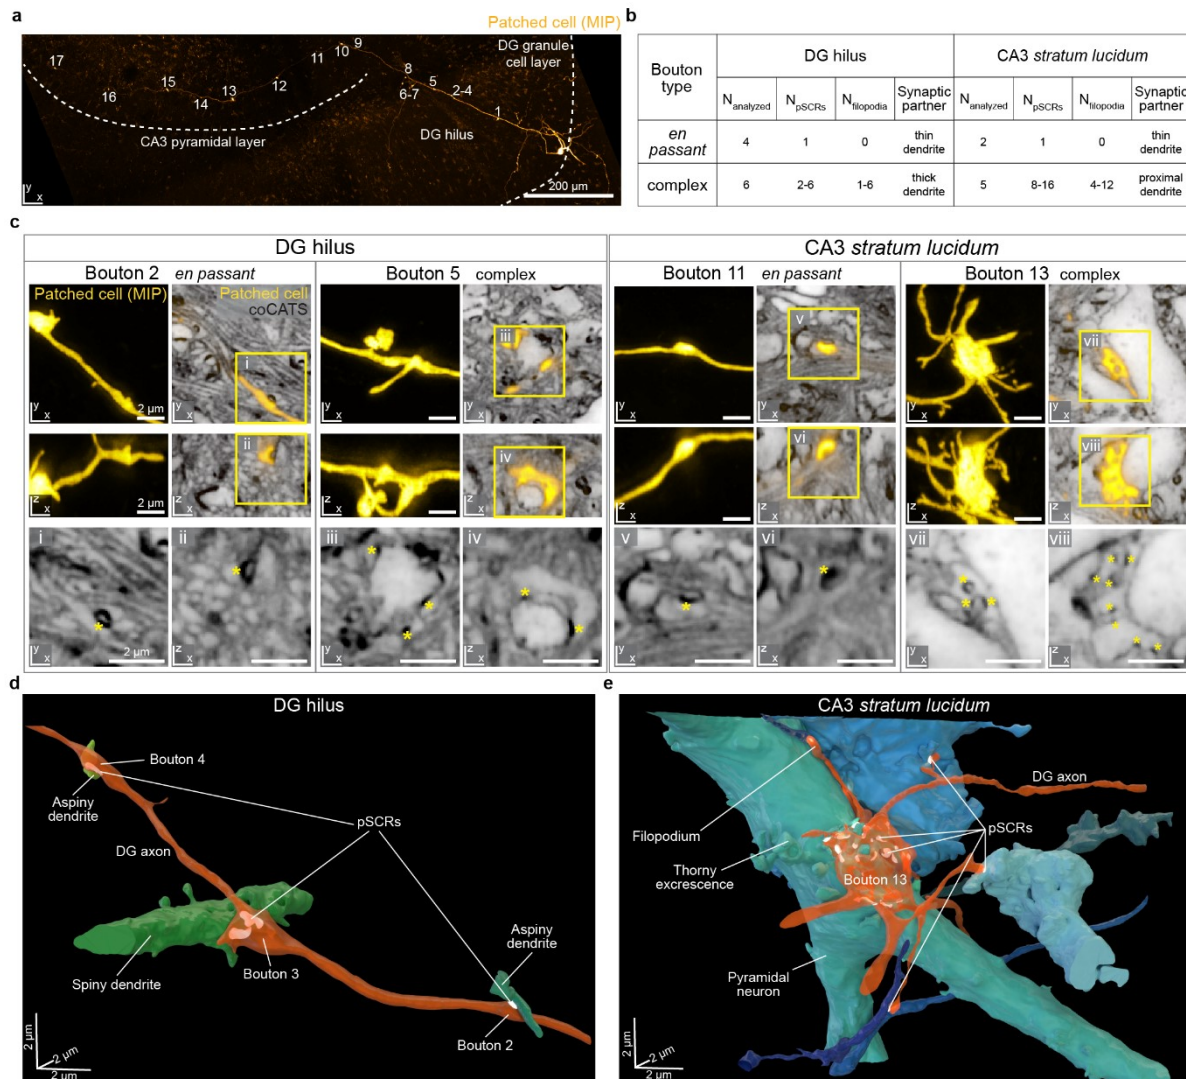 a
Patched cell (MIP)
DG granule
cell layer
17
16
15
14
13
12
11
10
9
8
6-7
5
2-4
1
CA3 pyramidal layer
DG hilus
200 µm
y
x
b
Bouton
type
DG hilus
CA3 stratum lucidum
N analyzed
N pSCRs
N filopodia
Synaptic
partner
N analyzed
N pSCRs
N filopodia
Synaptic
partner
en
passant
4
1
0
thin
dendrite
2
1
0
thin
dendrite
complex
6
2-6
1-6
thick
dendrite
5
8-16
4-12
proximal
dendrite
c
DG hilus
CA3 stratum lucidum
Bouton 2 en passant
Bouton 5 complex
Bouton 11 en passant
Bouton 13 complex
Patched cell (MIP)
Patched cell
coCATS
i
iii
v
vii
y
x
2 µm
y
x
y
x
y
x
y
x
y
x
y
x
y
x
ii
iv
vi
viii
z
x
2 µm
z
x
z
x
z
x
z
x
z
x
z
x
z
x
i
ii
iii
iv
v
vi
vii
viii
* * * * * * * * * * * * * * * * * * *
y
x
2 µm
z
x
y
x
z
x
y
x
z
x
y
x
z
x
d
DG hilus
Bouton 4
Aspiny
dendrite
pSCRs
DG axon
Aspiny
dendrite
Spiny dendrite
Bouton 3
Bouton 2
2 µm
2 µm
2 µm
e
CA3 stratum lucidum
DG axon
Filopodium
pSCRs
Thorny
excrescence
Bouton 13
Pyramidal
neuron
2 µm
2 µm
2 µm